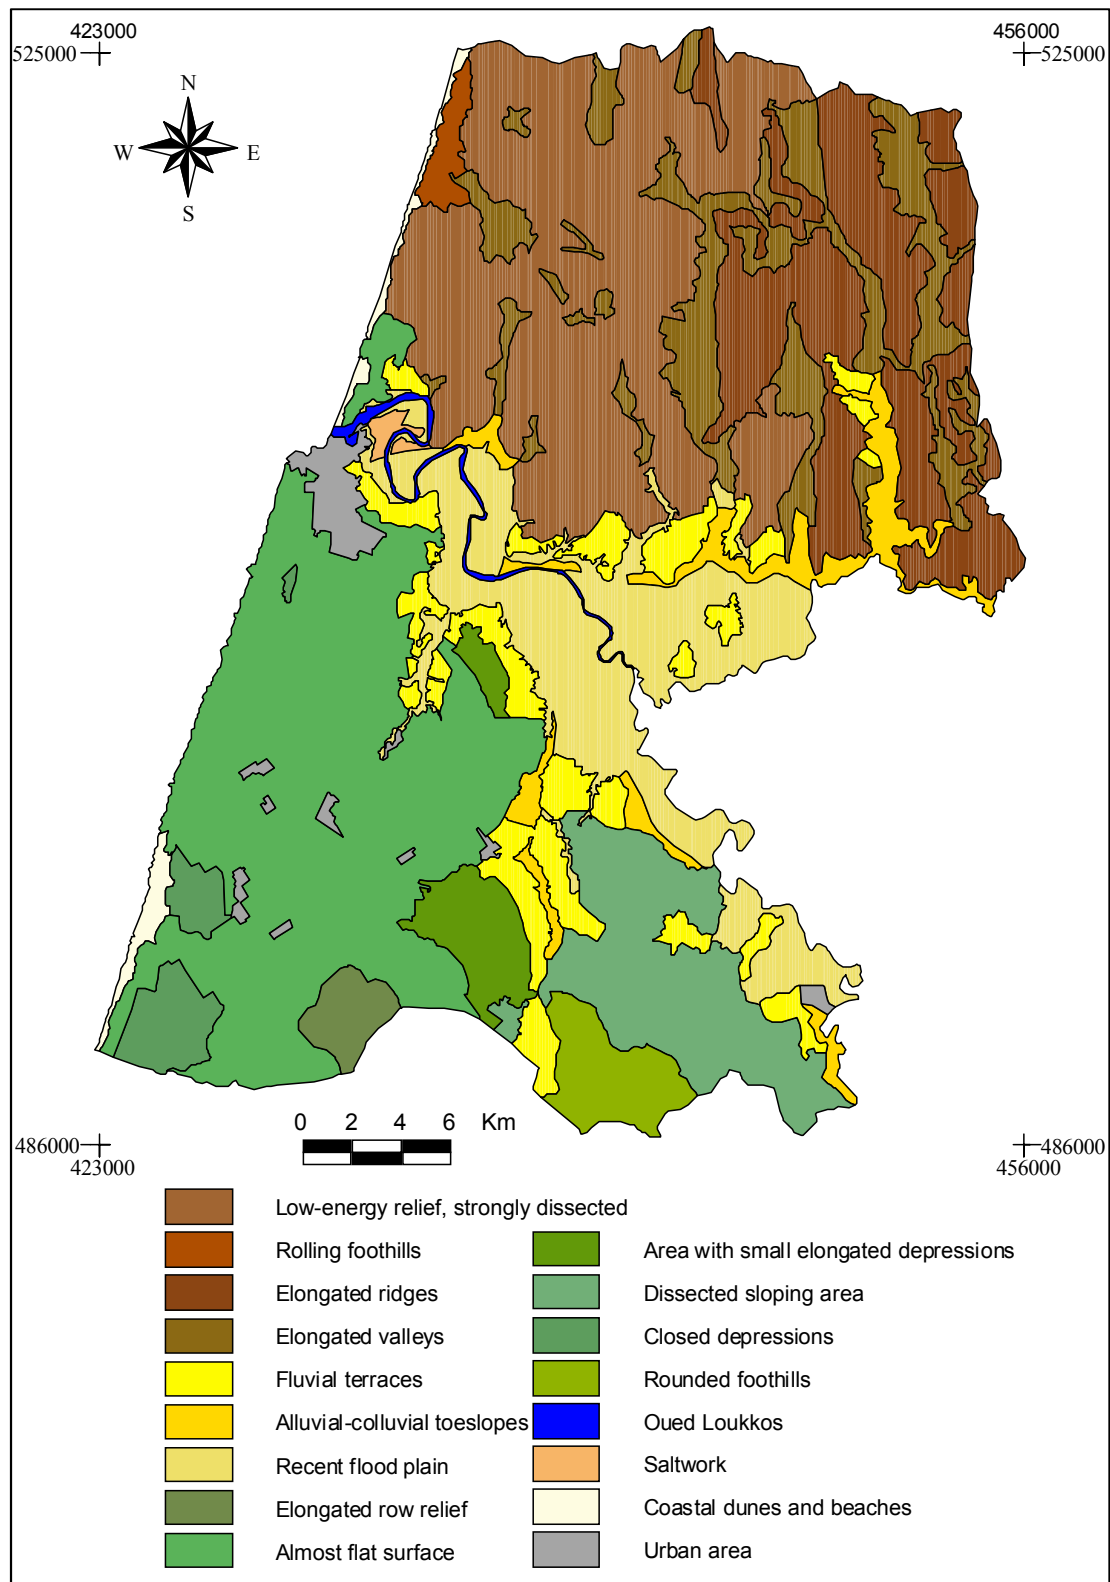 423000 456000
525000 525000
N
W E
S
0 2 4 6 Km
486000 486000
423000 456000
Low-energy relief, strongly dissected
Rolling foothills
Elongated ridges
Elongated valleys
Fluvial terraces
Alluvial-colluvial toeslopes
Recent flood plain
Elongated row relief
Almost flat surface
Area with small elongated depressions
Dissected sloping area
Closed depressions
Rounded foothills
Oued Loukkos
Saltwork
Coastal dunes and beaches
Urban area